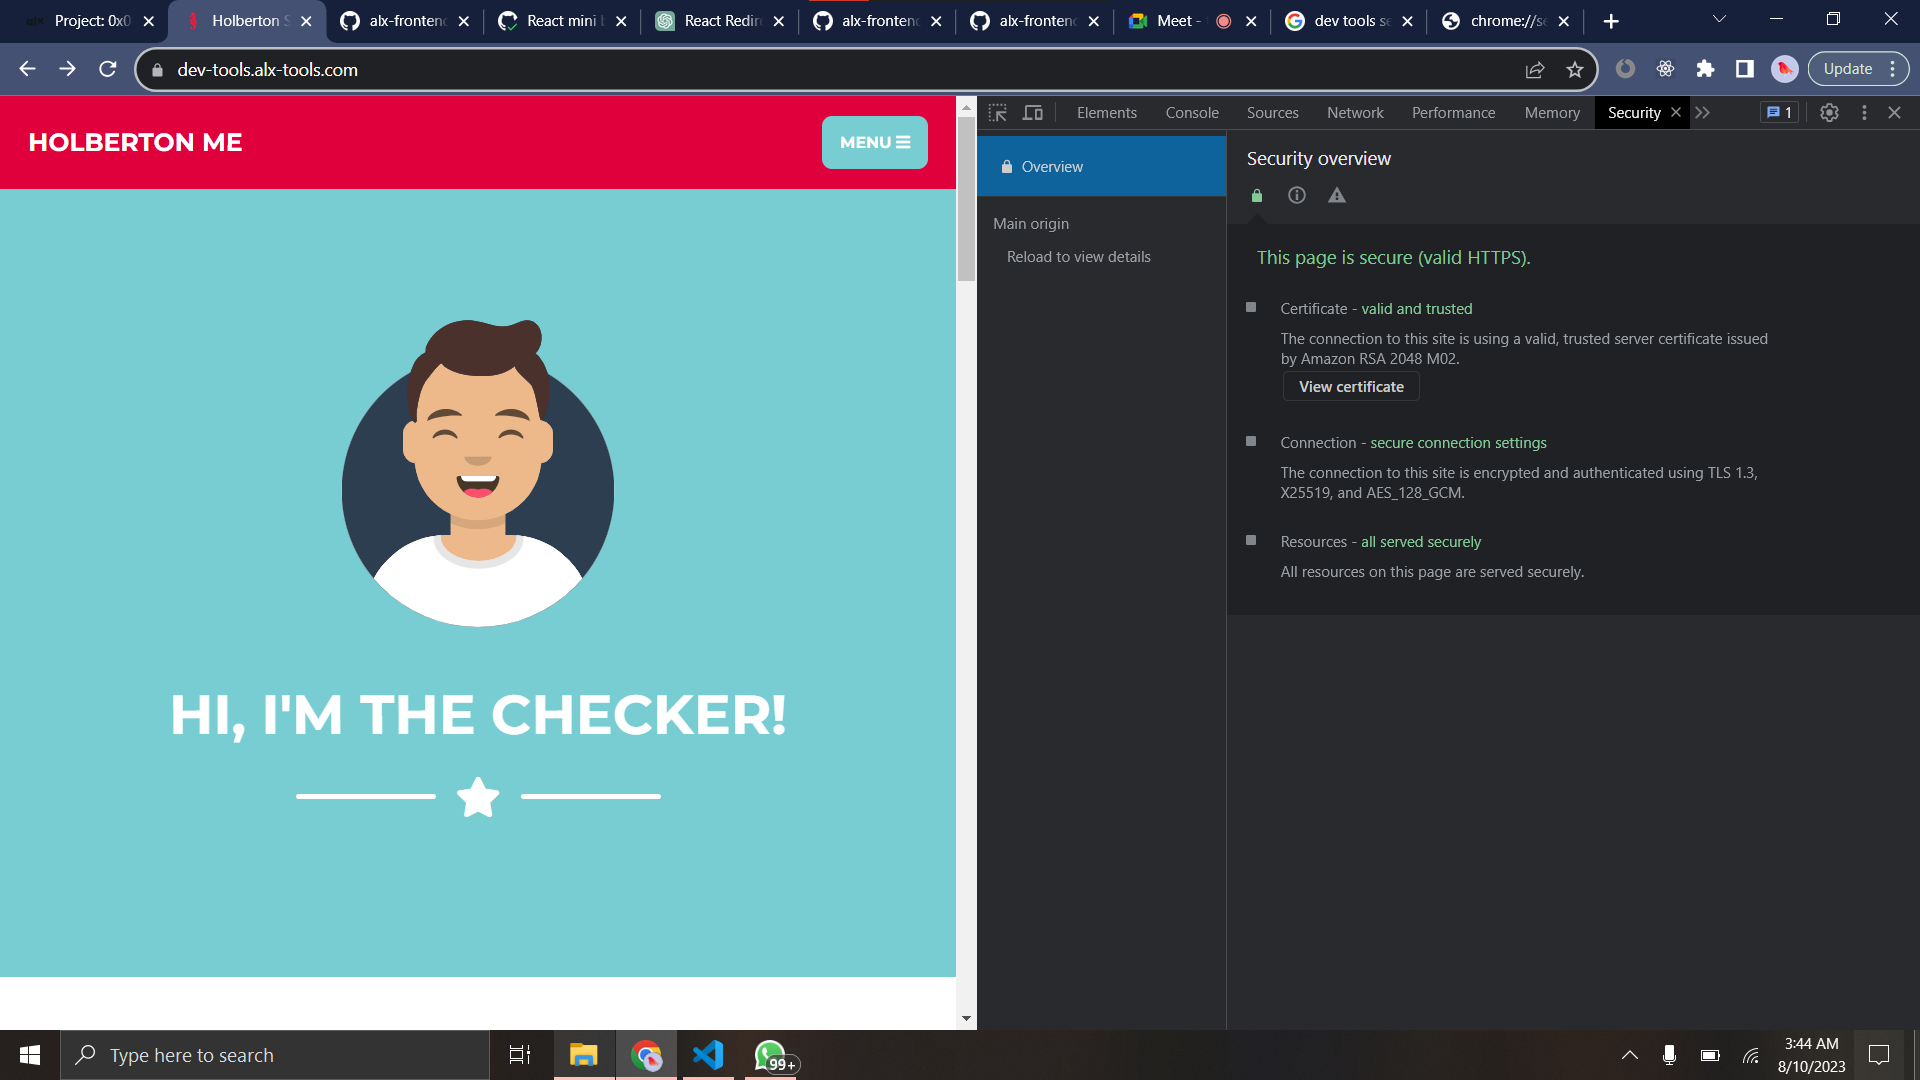 Project: 0x0
Holberton S
alx-frontend
React mini
React Redire
alx-frontend
alx-frontend
Meet -
dev tools se
chrome://se
dev-tools.alx-tools.com
Update
HOLBERTON ME
MENU
HI, I'M THE CHECKER!
Elements
Console
Sources
Network
Performance
Memory
Security
1
Overview
Main origin
Reload to view details
Security overview
This page is secure (valid HTTPS).
Certificate - valid and trusted
The connection to this site is using a valid, trusted server certificate issued
by Amazon RSA 2048 M02.
View certificate
Connection - secure connection settings
The connection to this site is encrypted and authenticated using TLS 1.3,
X25519, and AES_128_GCM.
Resources - all served securely
All resources on this page are served securely.
Type here to search
99+
3:44 AM
8/10/2023